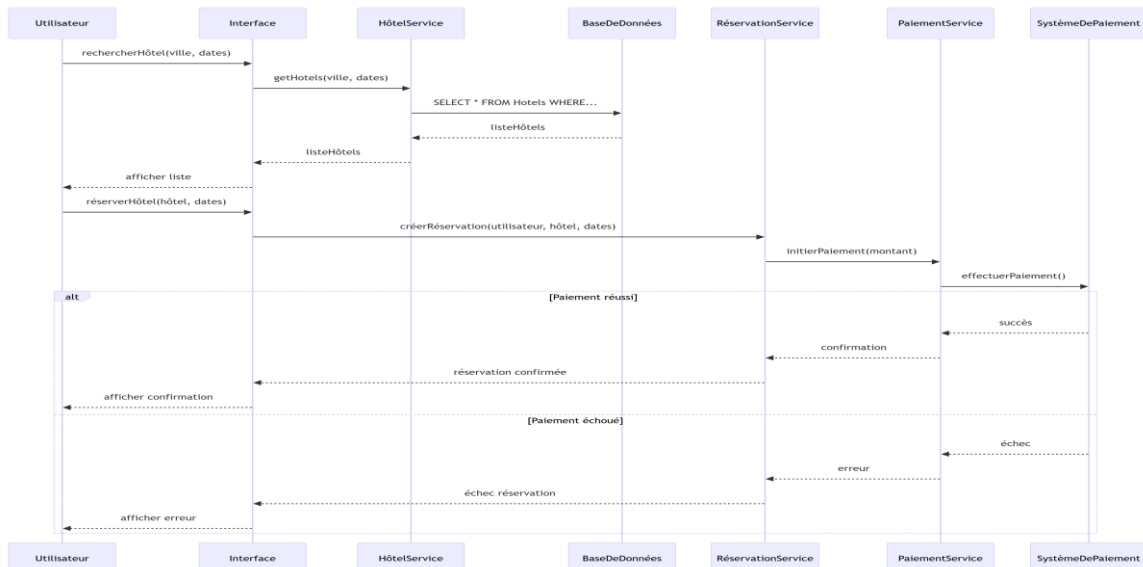 Utilisateur
Interface
HôtelService
BaseDeDonnées
RéservationService
PaiementService
SystèmeDePaiement
rechercherHôtel(ville, dates)
getHotels(ville, dates)
SELECT * FROM Hotels WHERE...
listeHôtels
listeHôtels
afficher liste
réserverHôtel(hôtel, dates)
créerRéservation(utilisateur, hôtel, dates)
initierPaiement(montant)
effectuerPaiement()
alt
[Paiement réussi]
succès
confirmation
réservation confirmée
afficher confirmation
[Paiement échoué]
échec
erreur
échec réservation
afficher erreur
Utilisateur
Interface
HôtelService
BaseDeDonnées
RéservationService
PaiementService
SystèmeDePaiement